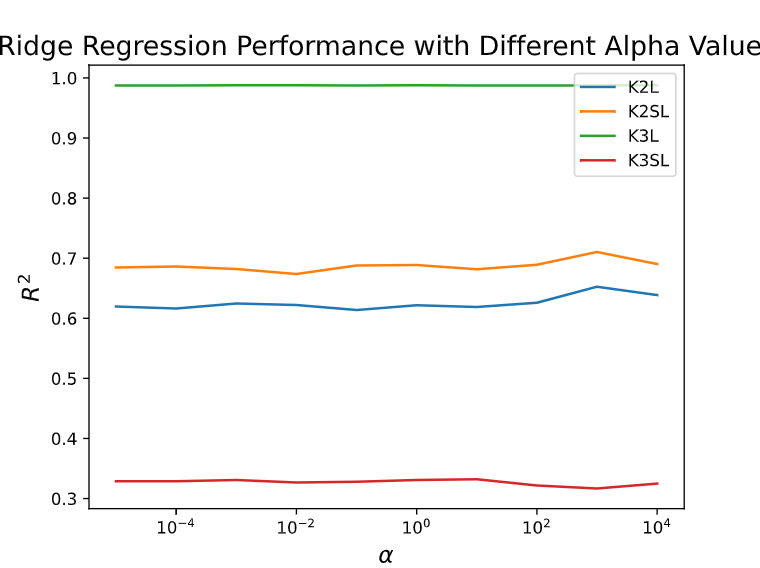 Ridge Regression Performance with Different Alpha Value
1.0
0.9
0.8
0.7
0.6
0.5
0.4
0.3
R²
K2L
K2SL
K3L
K3SL
10⁻⁴
10⁻²
10⁰
10²
10⁴
α